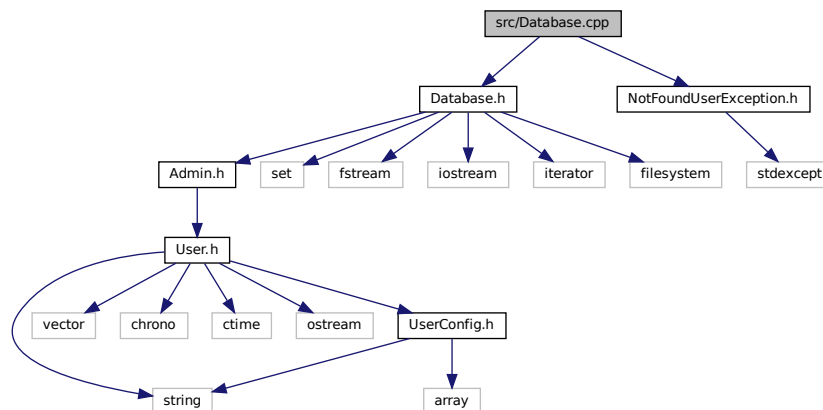 src/Database.cpp
Database.h
NotFoundUserException.h
Admin.h
set
fstream
iostream
iterator
filesystem
stdexcept
User.h
vector
chrono
ctime
ostream
UserConfig.h
string
array